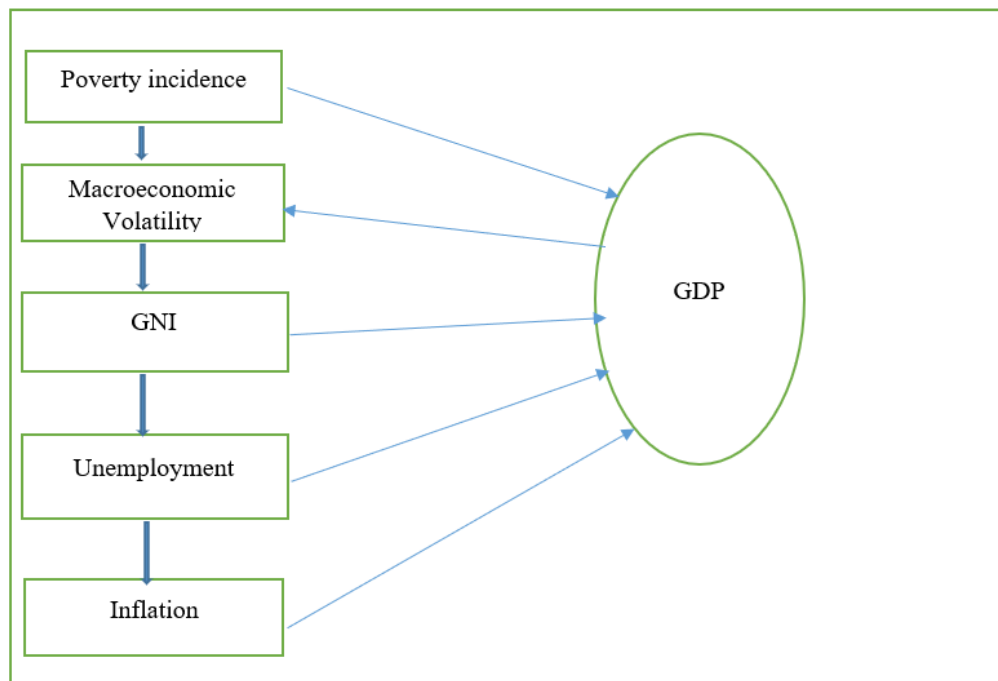 Poverty incidence
Macroeconomic
Volatility
GNI
GDP
Unemployment
Inflation